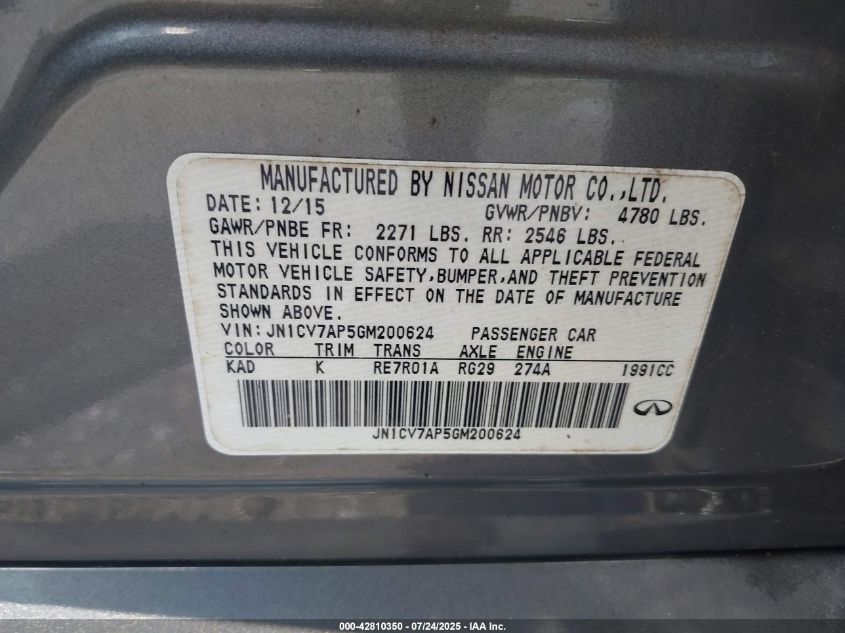 MANUFACTURED BY NISSAN MOTOR CO.,LTD.
DATE: 12/15 GVWR/PNBV: 4780 LBS.
GAWR/PNBE FR: 2271 LBS. RR: 2546 LBS.
THIS VEHICLE CONFORMS TO ALL APPLICABLE FEDERAL
MOTOR VEHICLE SAFETY,BUMPER,AND THEFT PREVENTION
STANDARDS IN EFFECT ON THE DATE OF MANUFACTURE
SHOWN ABOVE.
VIN:JN1CV7AP5GM200624 PASSENGER CAR
COLOR TRIM TRANS AXLE ENGINE
KAD K RE7R01A RG29 274A 1991CC
JN1CV7AP5GM200624
000-42810350 - 07/24/2025 - IAA Inc.